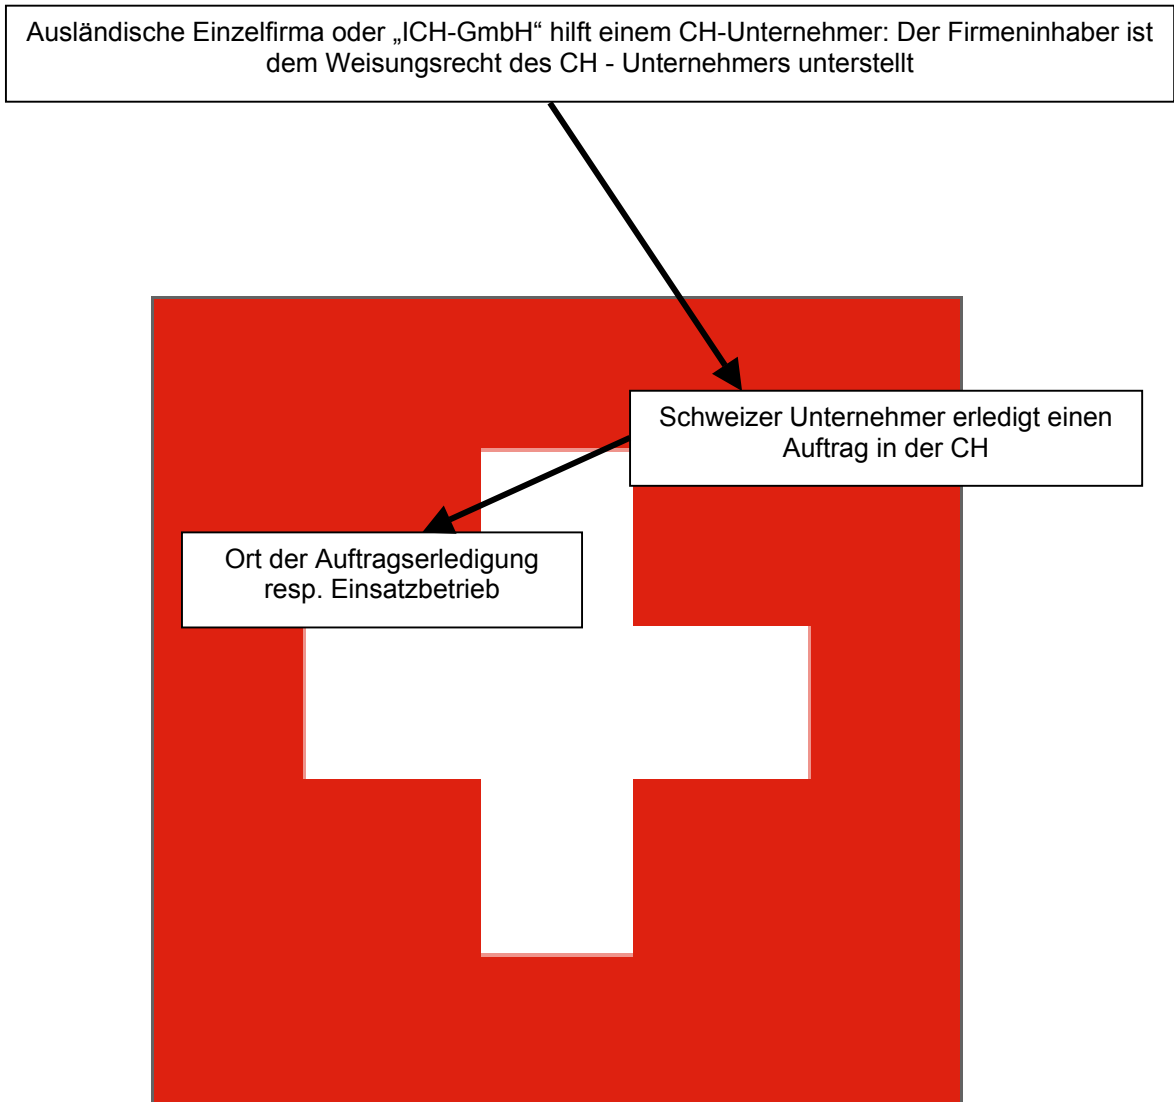 Ausländische Einzelfirma oder „ICH-GmbH“ hilft einem CH-Unternehmer: Der Firmeninhaber ist
dem Weisungsrecht des CH - Unternehmers unterstellt
Schweizer Unternehmer erledigt einen
Auftrag in der CH
Ort der Auftragserledigung
resp. Einsatzbetrieb